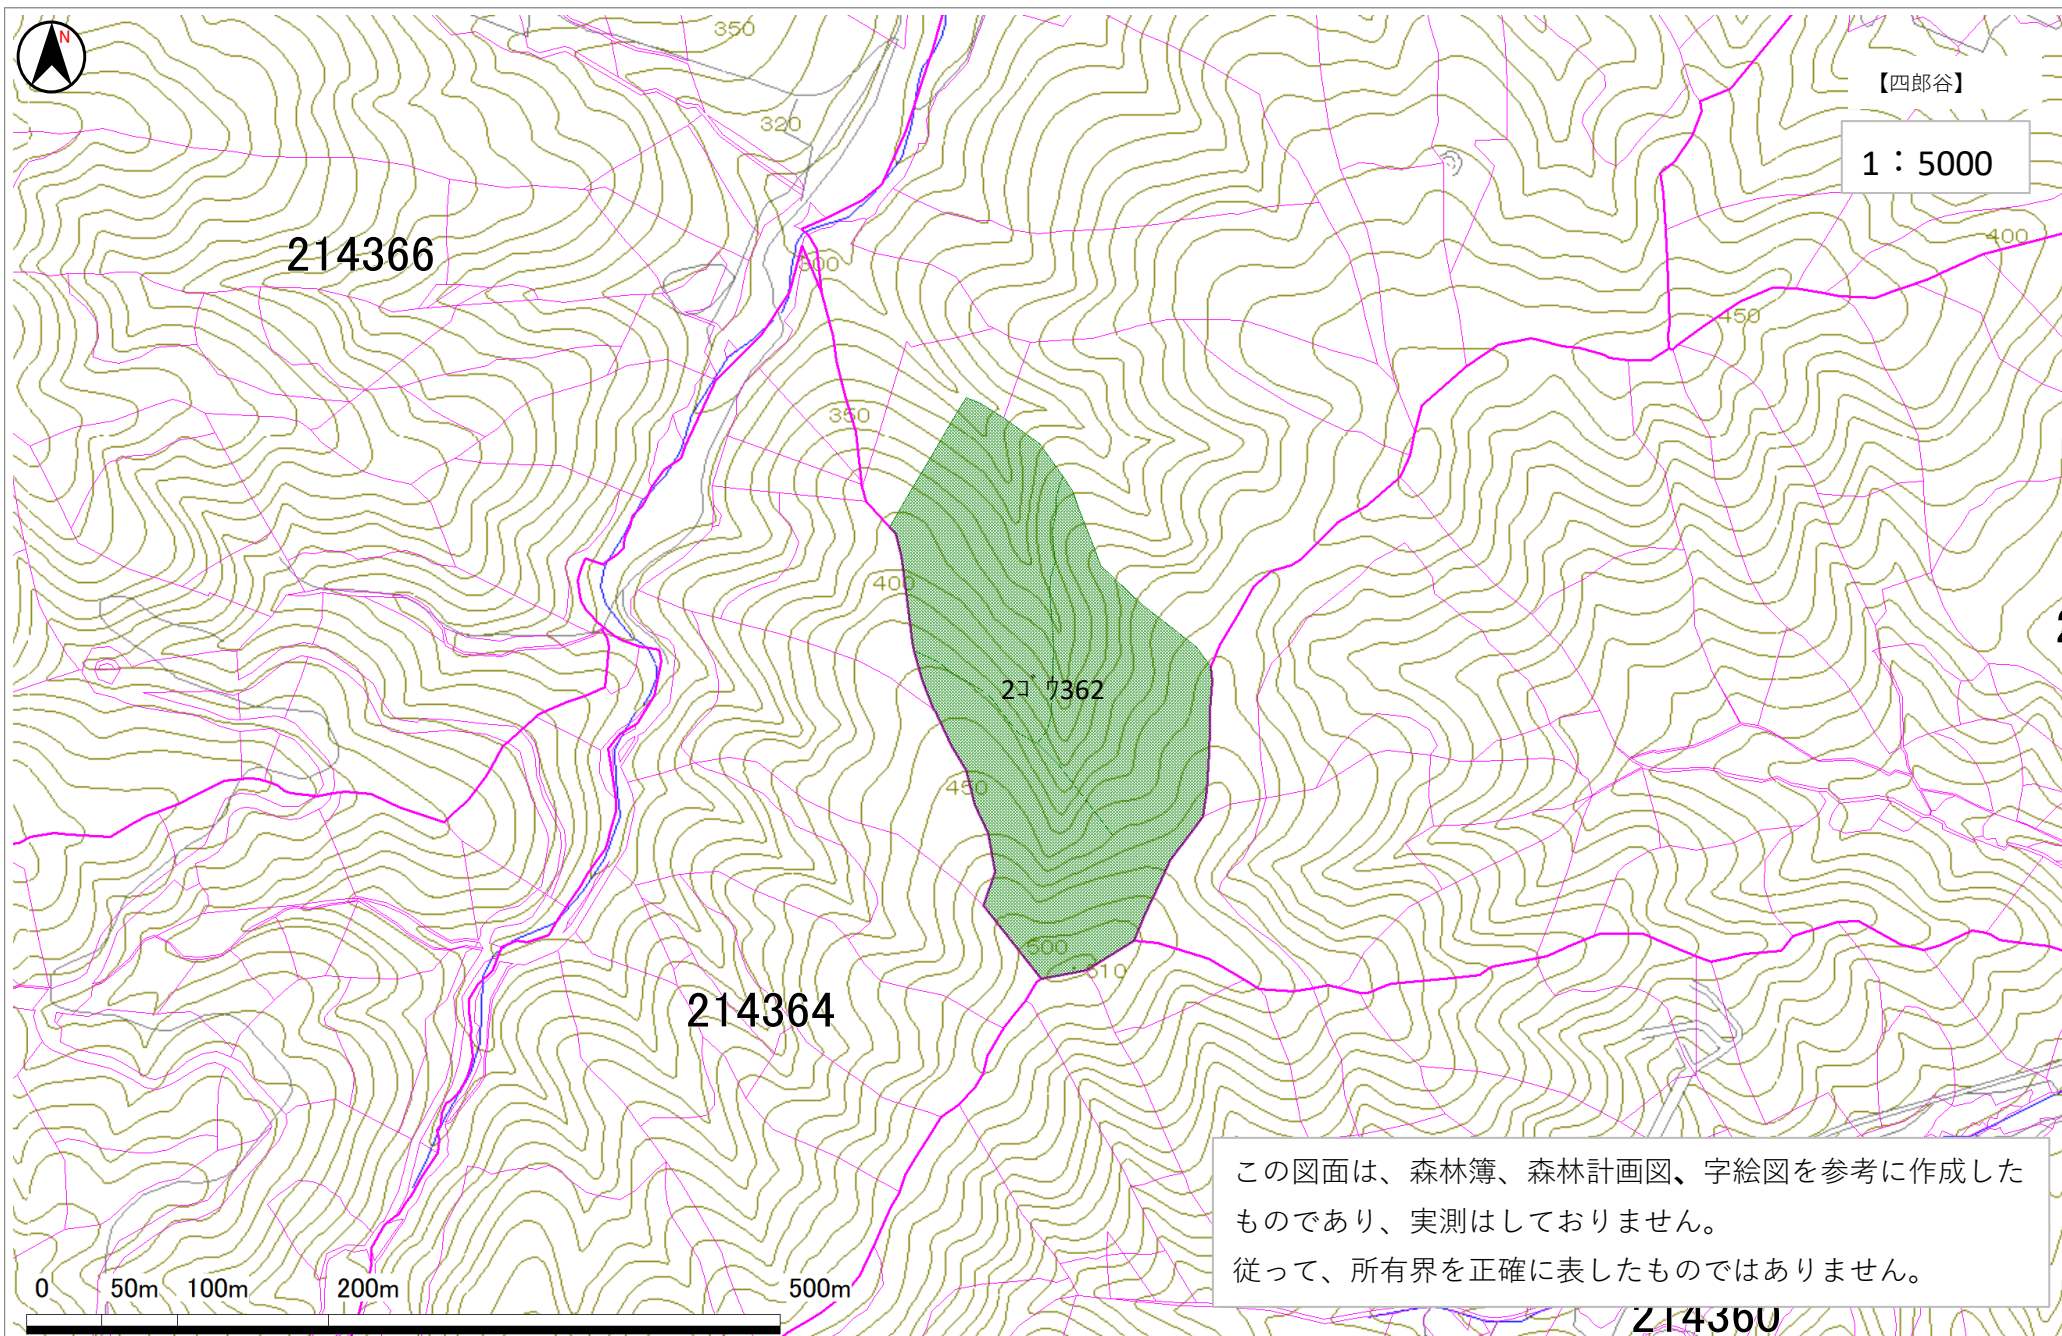 N
350
【四郎谷】
320
1：5000
400
214366
300
450
350
400
2ｺﾞｳ362
450
500
510
214364
この図面は、森林簿、森林計画図、字絵図を参考に作成した
ものであり、実測はしておりません。
従って、所有界を正確に表したものではありません。
0 50m 100m 200m 500m
214360